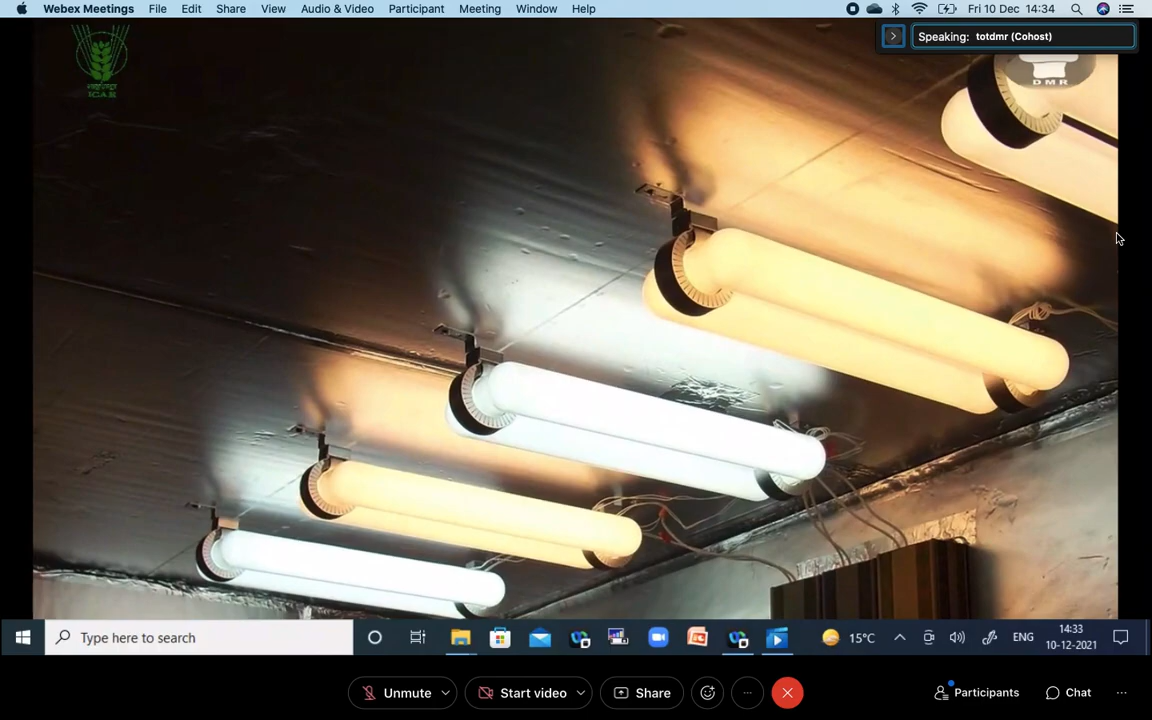 Webex Meetings File Edit Share View Audio & Video Participant Meeting Window Help Fri 10 Dec 14:34
Speaking: totdmr (Cohost)
DMR
ICAR
Type here to search
15°C ENG 14:33
10-12-2021
Unmute Start video Share Participants Chat